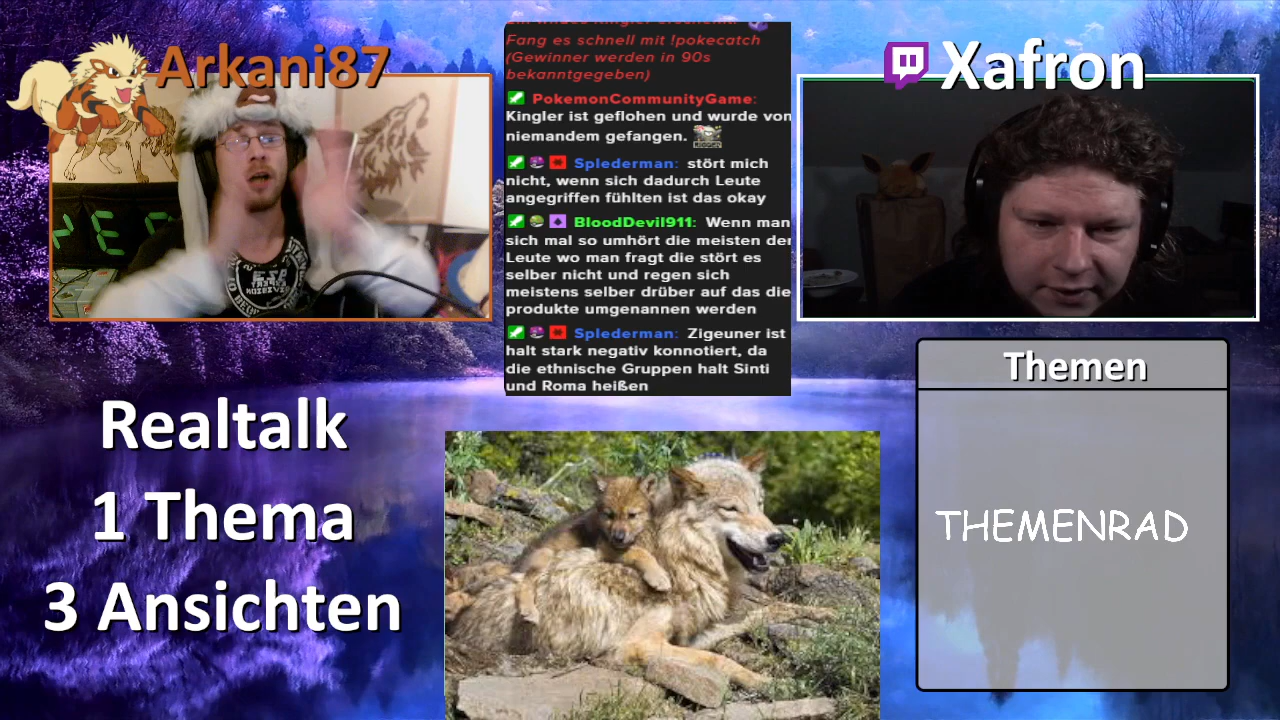 Arkani87
Fang es schnell mit !pokecatch
(Gewinner werden in 90s
bekanntgegeben)
PokemonCommunityGame:
Kingler ist geflohen und wurde von
niemandem gefangen.
Spliederman: stört mich
nicht, wenn sich dadurch Leute
angegriffen fühlten ist das okay
BloodDevil911: Wenn man
sich mal so umhört die meisten der
Leute wo man fragt die stört es
selber nicht und regen sich
meistens selber drüber auf das die
produkte umgenannen werden
Spliederman: Zigeuner ist
halt stark negativ konnotiert, da
die ethnische Gruppen halt Sinti
und Roma heißen
Xafron
Themen
THEMENRAD
Realtalk
1 Thema
3 Ansichten